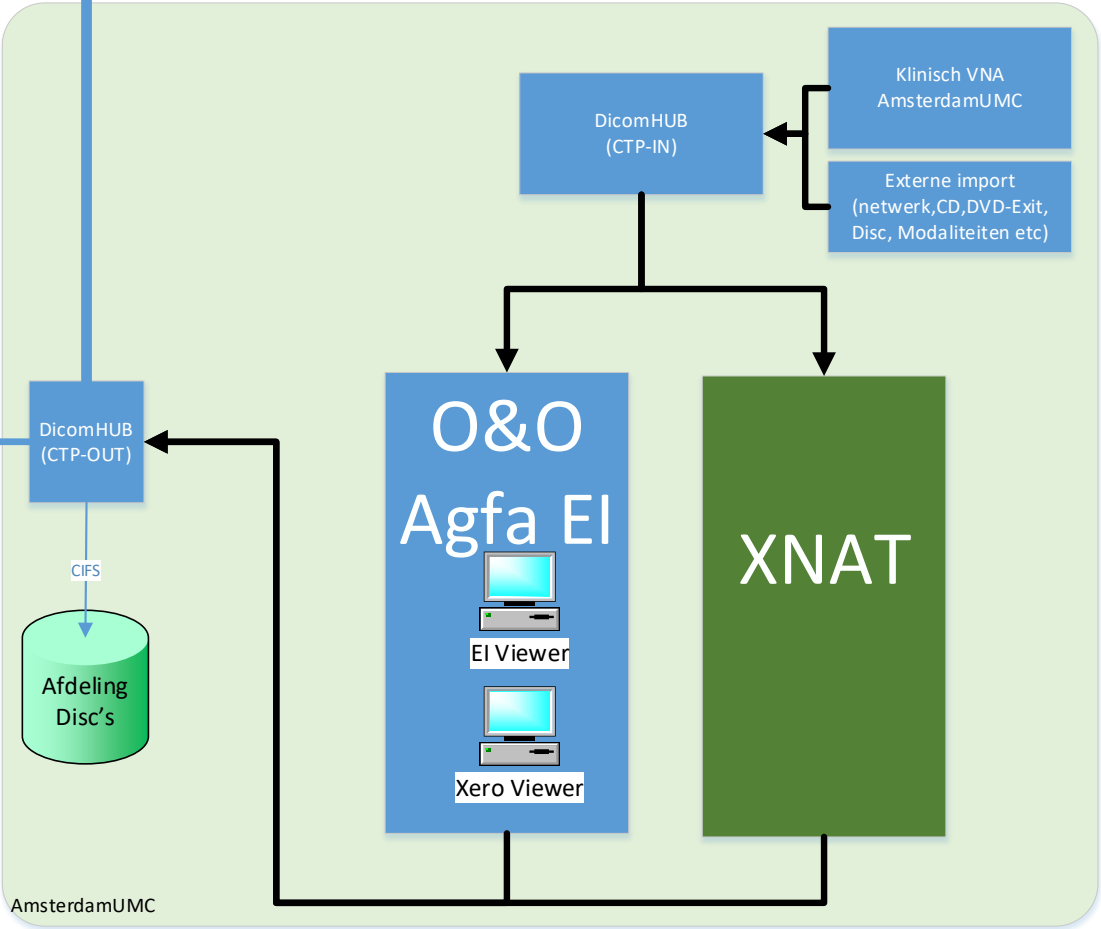 Klinisch VNA
AmsterdamUMC
DicomHUB
(CTP-IN)
Externe import
(netwerk,CD,DVD-Exit,
Disc, Modaliteiten etc)
O&O
Agfa EI
XNAT
DicomHUB
(CTP-OUT)
CIFS
EI Viewer
Afdeling
Disc’s
Xero Viewer
AmsterdamUMC